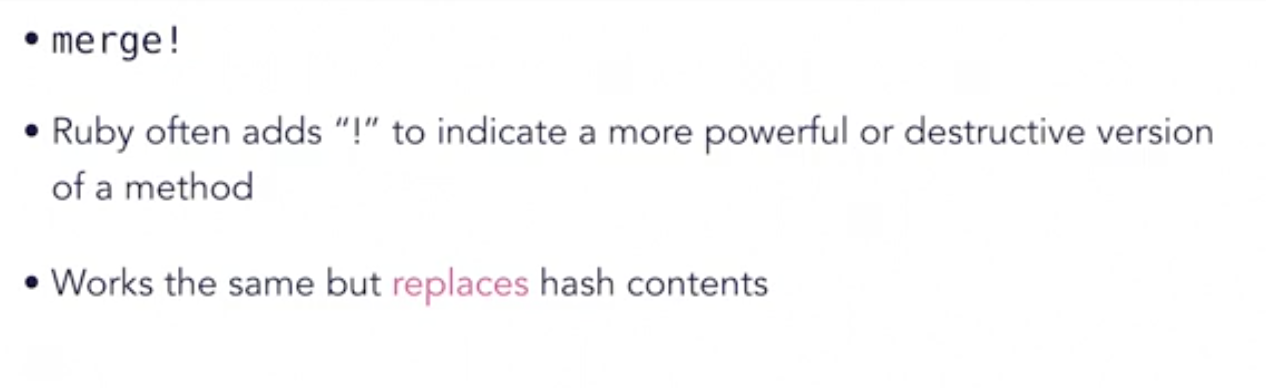 • merge!
• Ruby often adds “!” to indicate a more powerful or destructive version
of a method
• Works the same but replaces hash contents